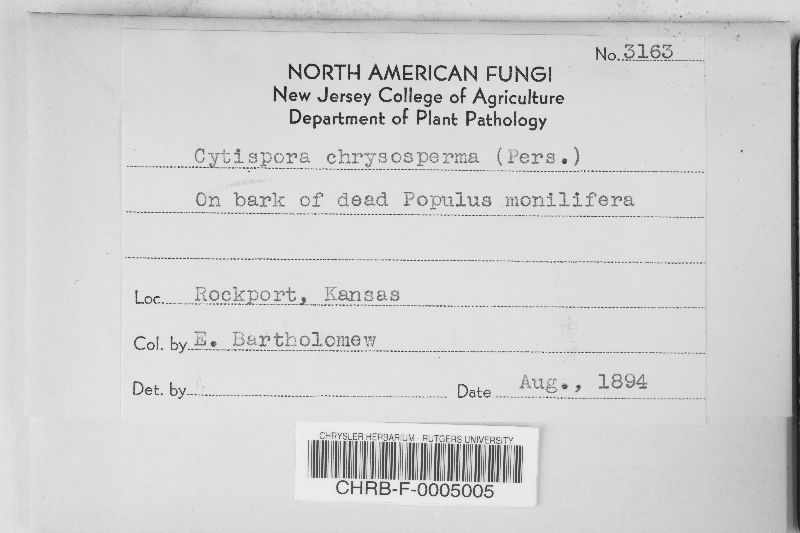 No. 3163
NORTH AMERICAN FUNGI
New Jersey College of Agriculture
Department of Plant Pathology
Cytispora chrysosperma (Pers.)
On bark of dead Populus monilifera
Loc. Rockport, Kansas
Col. by E. Bartholomew
Det. by
Date Aug., 1894
CHRYSLER HERBARIUM - RUTGERS UNIVERSITY
CHRB-F-0005005